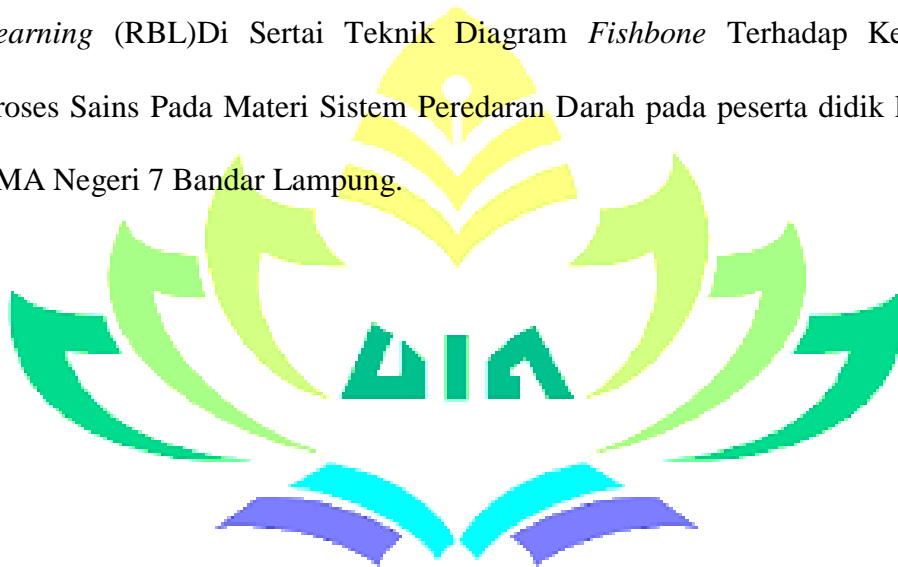 earning (RBL)Di Sertai Teknik Diagram Fishbone Terhadap Ke
roses Sains Pada Materi Sistem Peredaran Darah pada peserta didik
MA Negeri 7 Bandar Lampung.